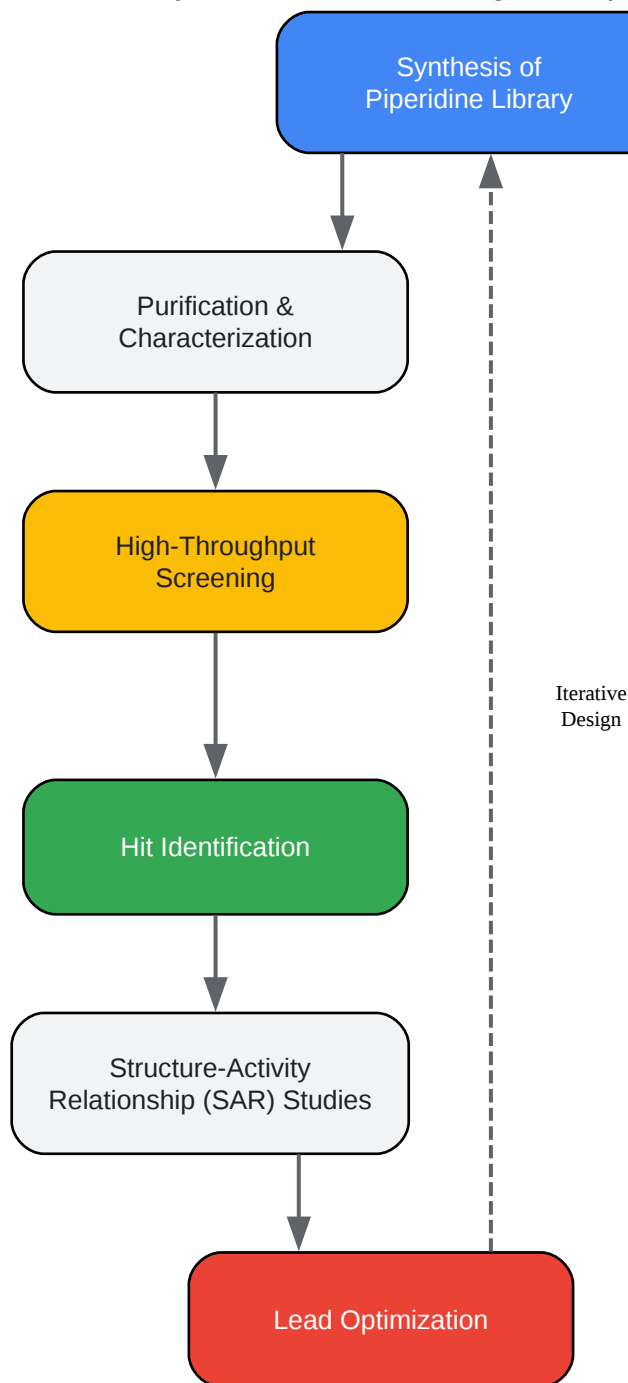 Synthesis of
Piperidine Library
Purification &
Characterization
High-Throughput
Screening
Iterative
Design
Hit Identification
Structure-Activity
Relationship (SAR) Studies
Lead Optimization